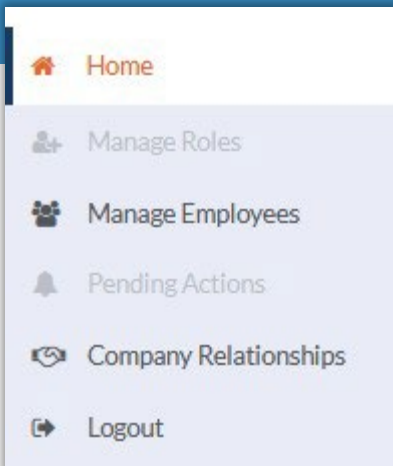 Home
Manage Roles
Manage Employees
Pending Actions
Company Relationships
Logout